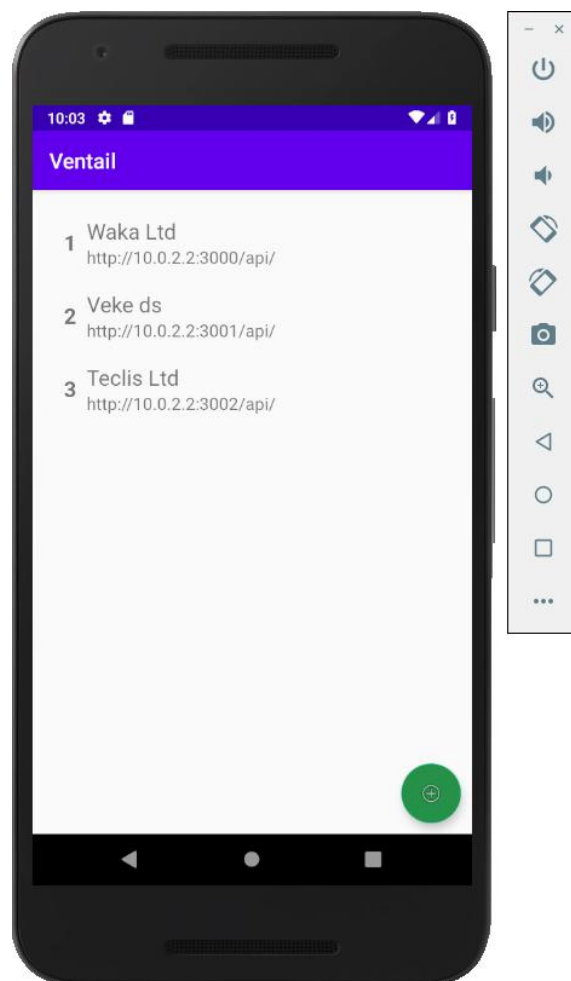 10:03
Ventail
1 Waka Ltd
http://10.0.2.2:3000/api/
2 Veke ds
http://10.0.2.2:3001/api/
3 Teclis Ltd
http://10.0.2.2:3002/api/